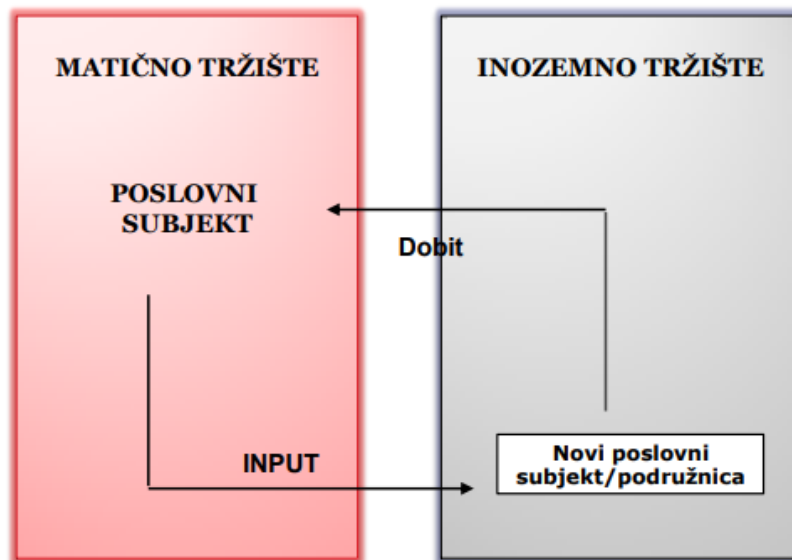 MATIČNO TRŽIŠTE
POSLOVNI
SUBJEKT
INPUT
INOZEMNO TRŽIŠTE
Dobit
Novi poslovni
subjekt/podružnica